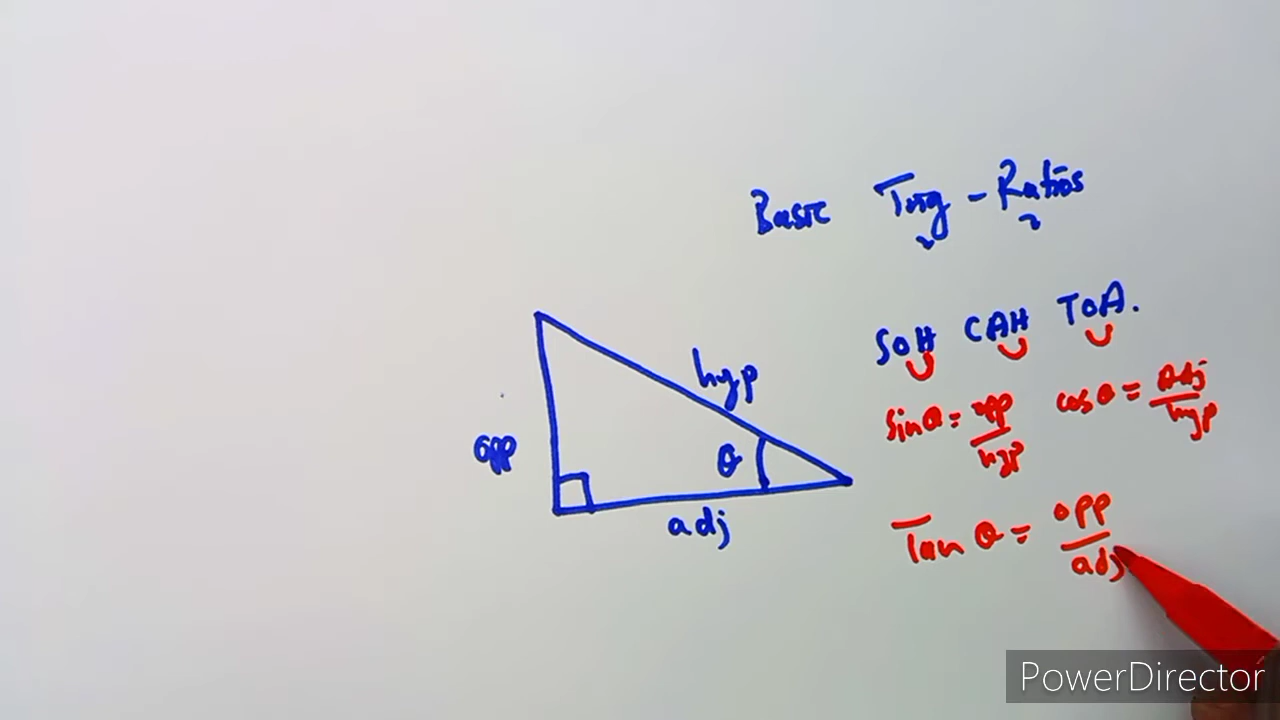 Basic Trig - Ratios
SOH CAH TOA.
hyp
sinθ = opp/hyp cosθ = Adj/hyp
opp
θ
adj
Tan θ = opp/adj
PowerDirector